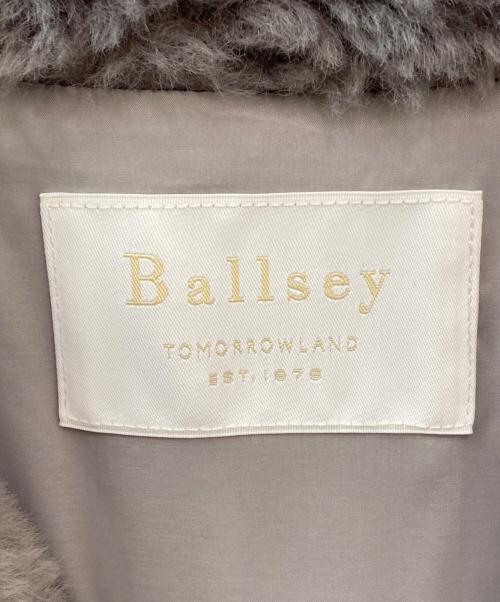 Ballsey
TOMORROWLAND
EST. 1978